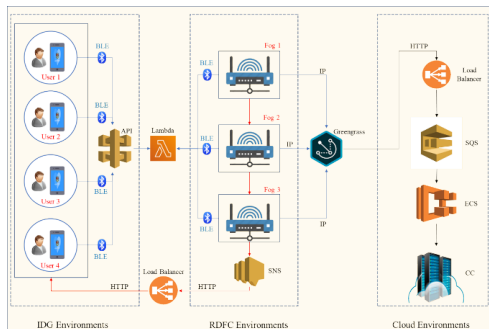 BLE
User 1
BLE
User 2
BLE
User 3
BLE
User 4
API
Lambda
HTTP
Load Balancer
HTTP
Fog 1
BLE
IP
Fog 2
BLE
IP
Fog 3
BLE
IP
SNS
Greengrass
HTTP
Load
Balancer
SQS
ECS
CC
IDG Environments
RDFC Environments
Cloud Environments